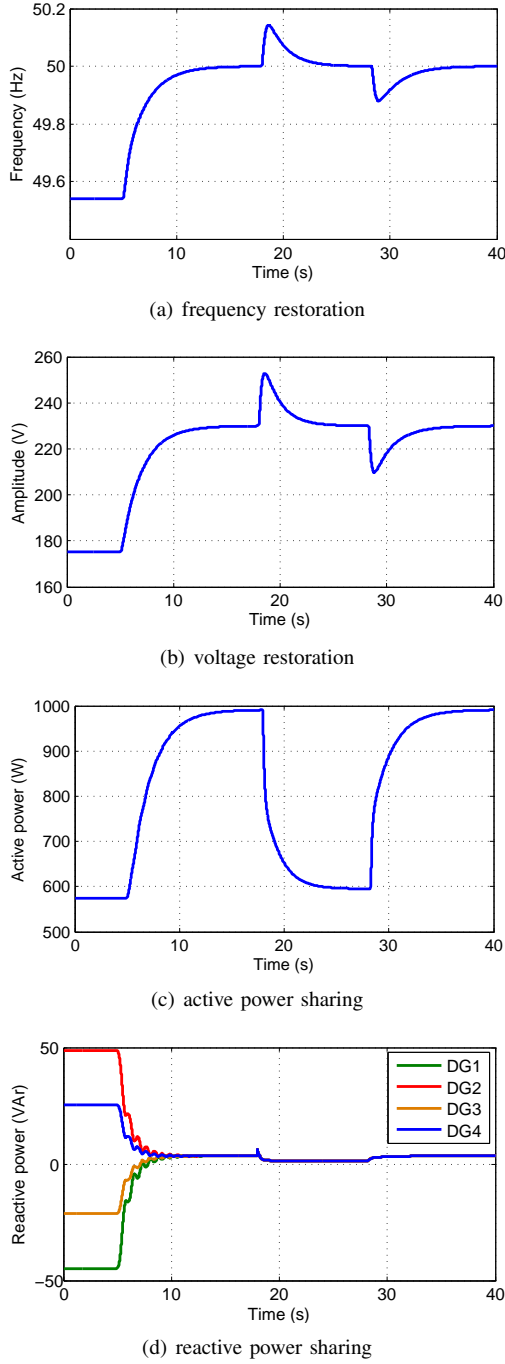 50.2
50
49.8
49.6
Frequency (Hz)
0 10 20 30 40
Time (s)
(a) frequency restoration
260
240
220
200
180
160
Amplitude (V)
0 10 20 30 40
Time (s)
(b) voltage restoration
1000
900
800
700
600
500
Active power (W)
0 10 20 30 40
Time (s)
(c) active power sharing
50
0
−50
Reactive power (VAr)
DG1
DG2
DG3
DG4
0 10 20 30 40
Time (s)
(d) reactive power sharing